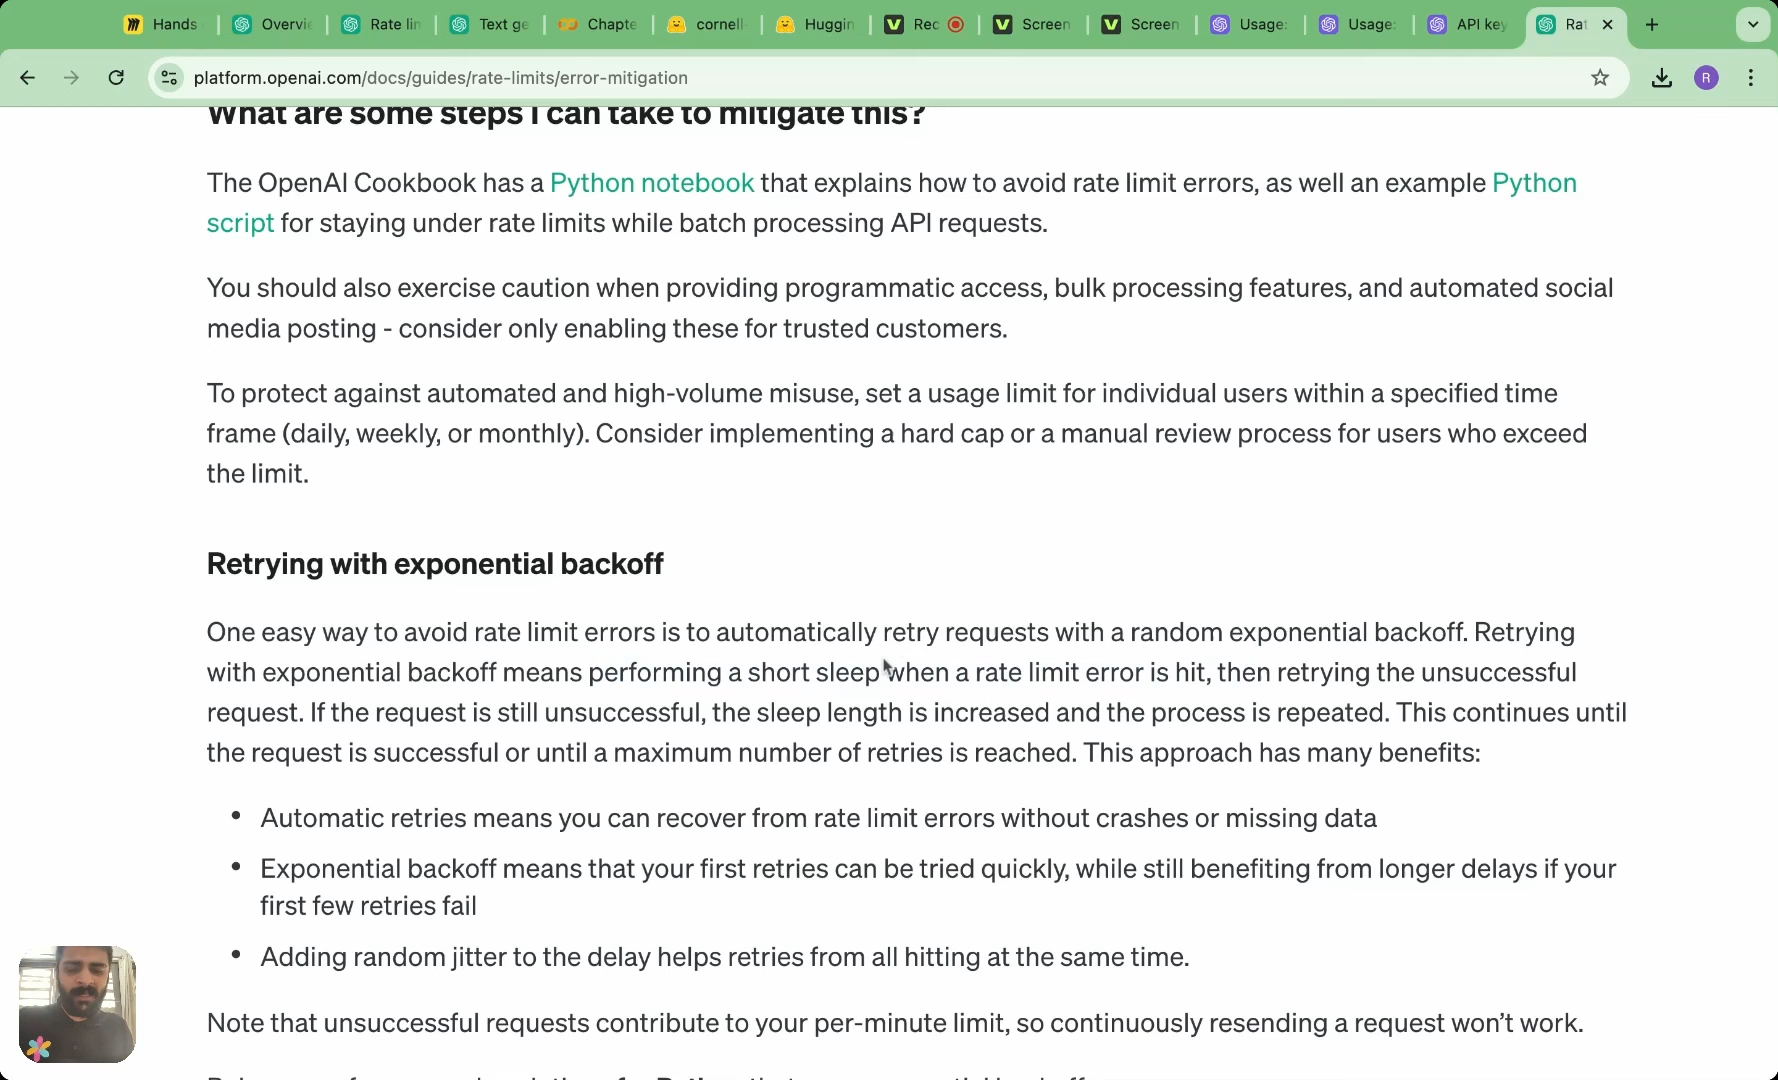 Hands
Overvie
Rate lin
Text ge
Chapte
cornell
Huggin
Rec
Screen
Screen
Usage:
Usage:
API key
Rat
platform.openai.com/docs/guides/rate-limits/error-mitigation
R
What are some steps I can take to mitigate this?
The OpenAI Cookbook has a Python notebook that explains how to avoid rate limit errors, as well an example Python
script for staying under rate limits while batch processing API requests.
You should also exercise caution when providing programmatic access, bulk processing features, and automated social
media posting - consider only enabling these for trusted customers.
To protect against automated and high-volume misuse, set a usage limit for individual users within a specified time
frame (daily, weekly, or monthly). Consider implementing a hard cap or a manual review process for users who exceed
the limit.
Retrying with exponential backoff
One easy way to avoid rate limit errors is to automatically retry requests with a random exponential backoff. Retrying
with exponential backoff means performing a short sleep when a rate limit error is hit, then retrying the unsuccessful
request. If the request is still unsuccessful, the sleep length is increased and the process is repeated. This continues until
the request is successful or until a maximum number of retries is reached. This approach has many benefits:
• Automatic retries means you can recover from rate limit errors without crashes or missing data
• Exponential backoff means that your first retries can be tried quickly, while still benefiting from longer delays if your
first few retries fail
• Adding random jitter to the delay helps retries from all hitting at the same time.
Note that unsuccessful requests contribute to your per-minute limit, so continuously resending a request won't work.